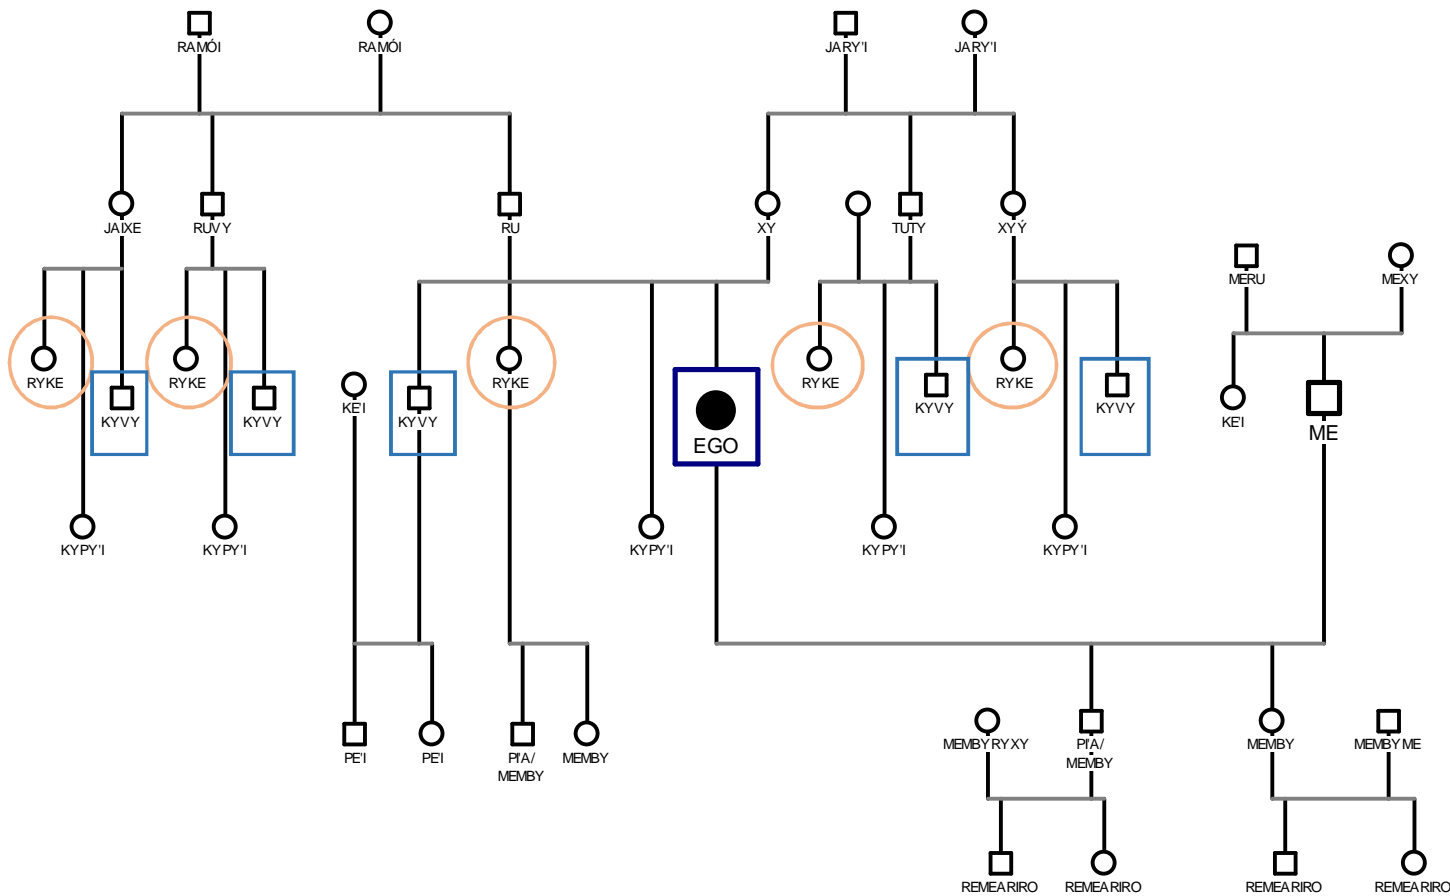 RAMÓI
RAMÓI
JARY'I
JARY'I
JAIXE
RUVY
RU
XY
TUTY
XYÝ
MERU
MEXY
RYKE
RYKE
RYKE
RYKE
RYKE
KE'I
KYVY
KYVY
KYVY
KYVY
KYVY
KE'I
ME
EGO
KYPY'I
KYPY'I
KYPY'I
KYPY'I
KYPY'I
PE'I
PE'I
PI'A/
MEMBY
MEMBY
MEMBY RYXY
PI'A/
MEMBY
MEMBY
MEMBY ME
REMEARIRO
REMEARIRO
REMEARIRO
REMEARIRO